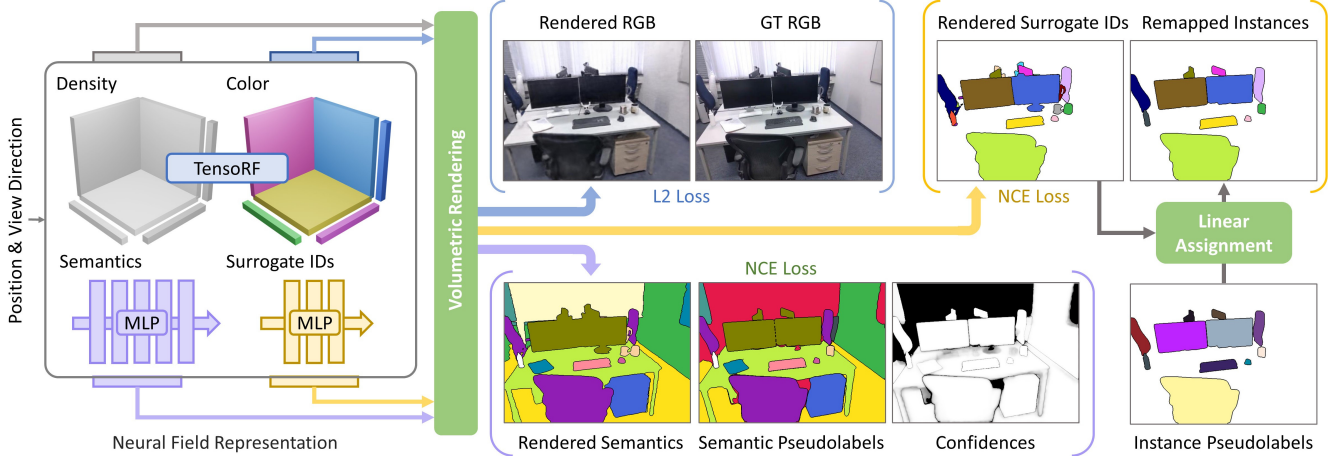 Position & View Direction
Density
Color
TensoRF
Semantics
Surrogate IDs
MLP
MLP
Neural Field Representation
Volumetric Rendering
Rendered RGB
GT RGB
L2 Loss
Rendered Surrogate IDs
Remapped Instances
NCE Loss
Linear
Assignment
NCE Loss
Rendered Semantics
Semantic Pseudolabels
Confidences
Instance Pseudolabels